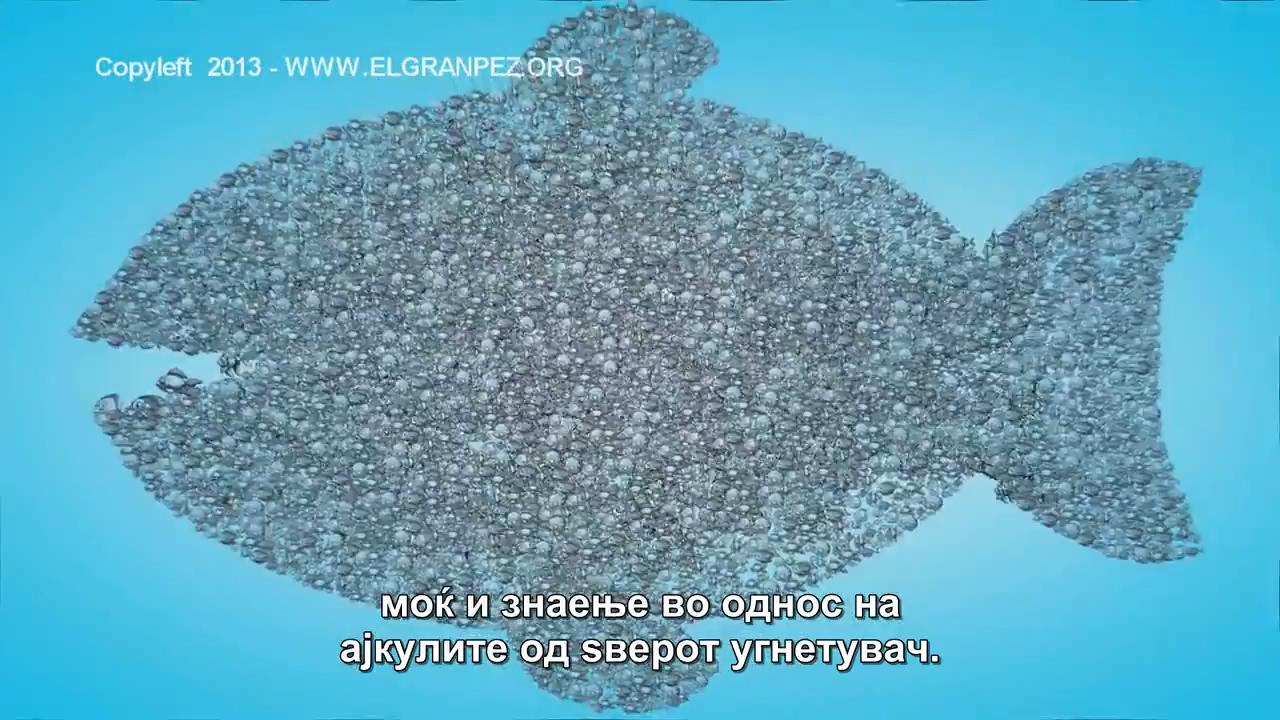 Copyleft 2013 - WWW.ELGRANPEZ.ORG
моќ и знаење во однос на
ајкулите од ѕверот угнетувач.